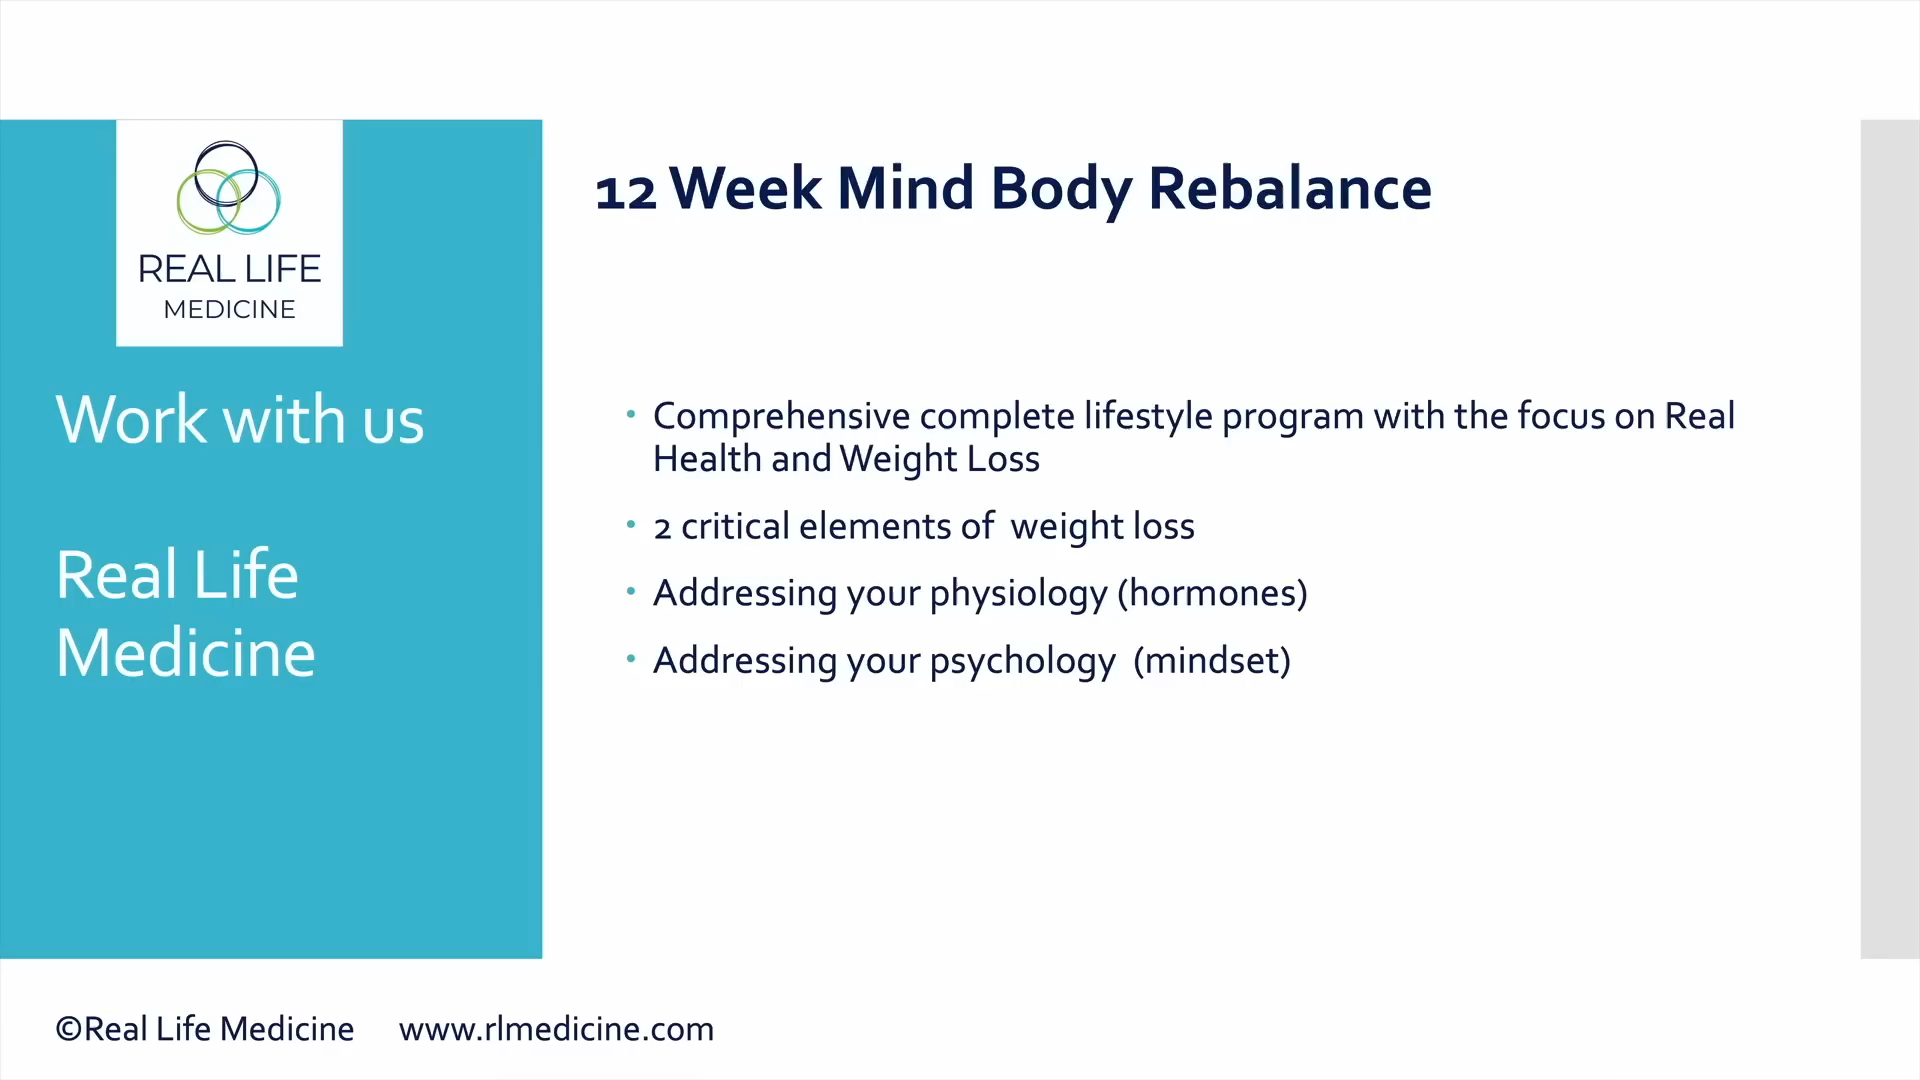 REAL LIFE
MEDICINE
Work with us
Real Life
Medicine
12 Week Mind Body Rebalance
• Comprehensive complete lifestyle program with the focus on Real
Health and Weight Loss
• 2 critical elements of  weight loss
• Addressing your physiology (hormones)
• Addressing your psychology  (mindset)
©Real Life Medicine www.rlmedicine.com